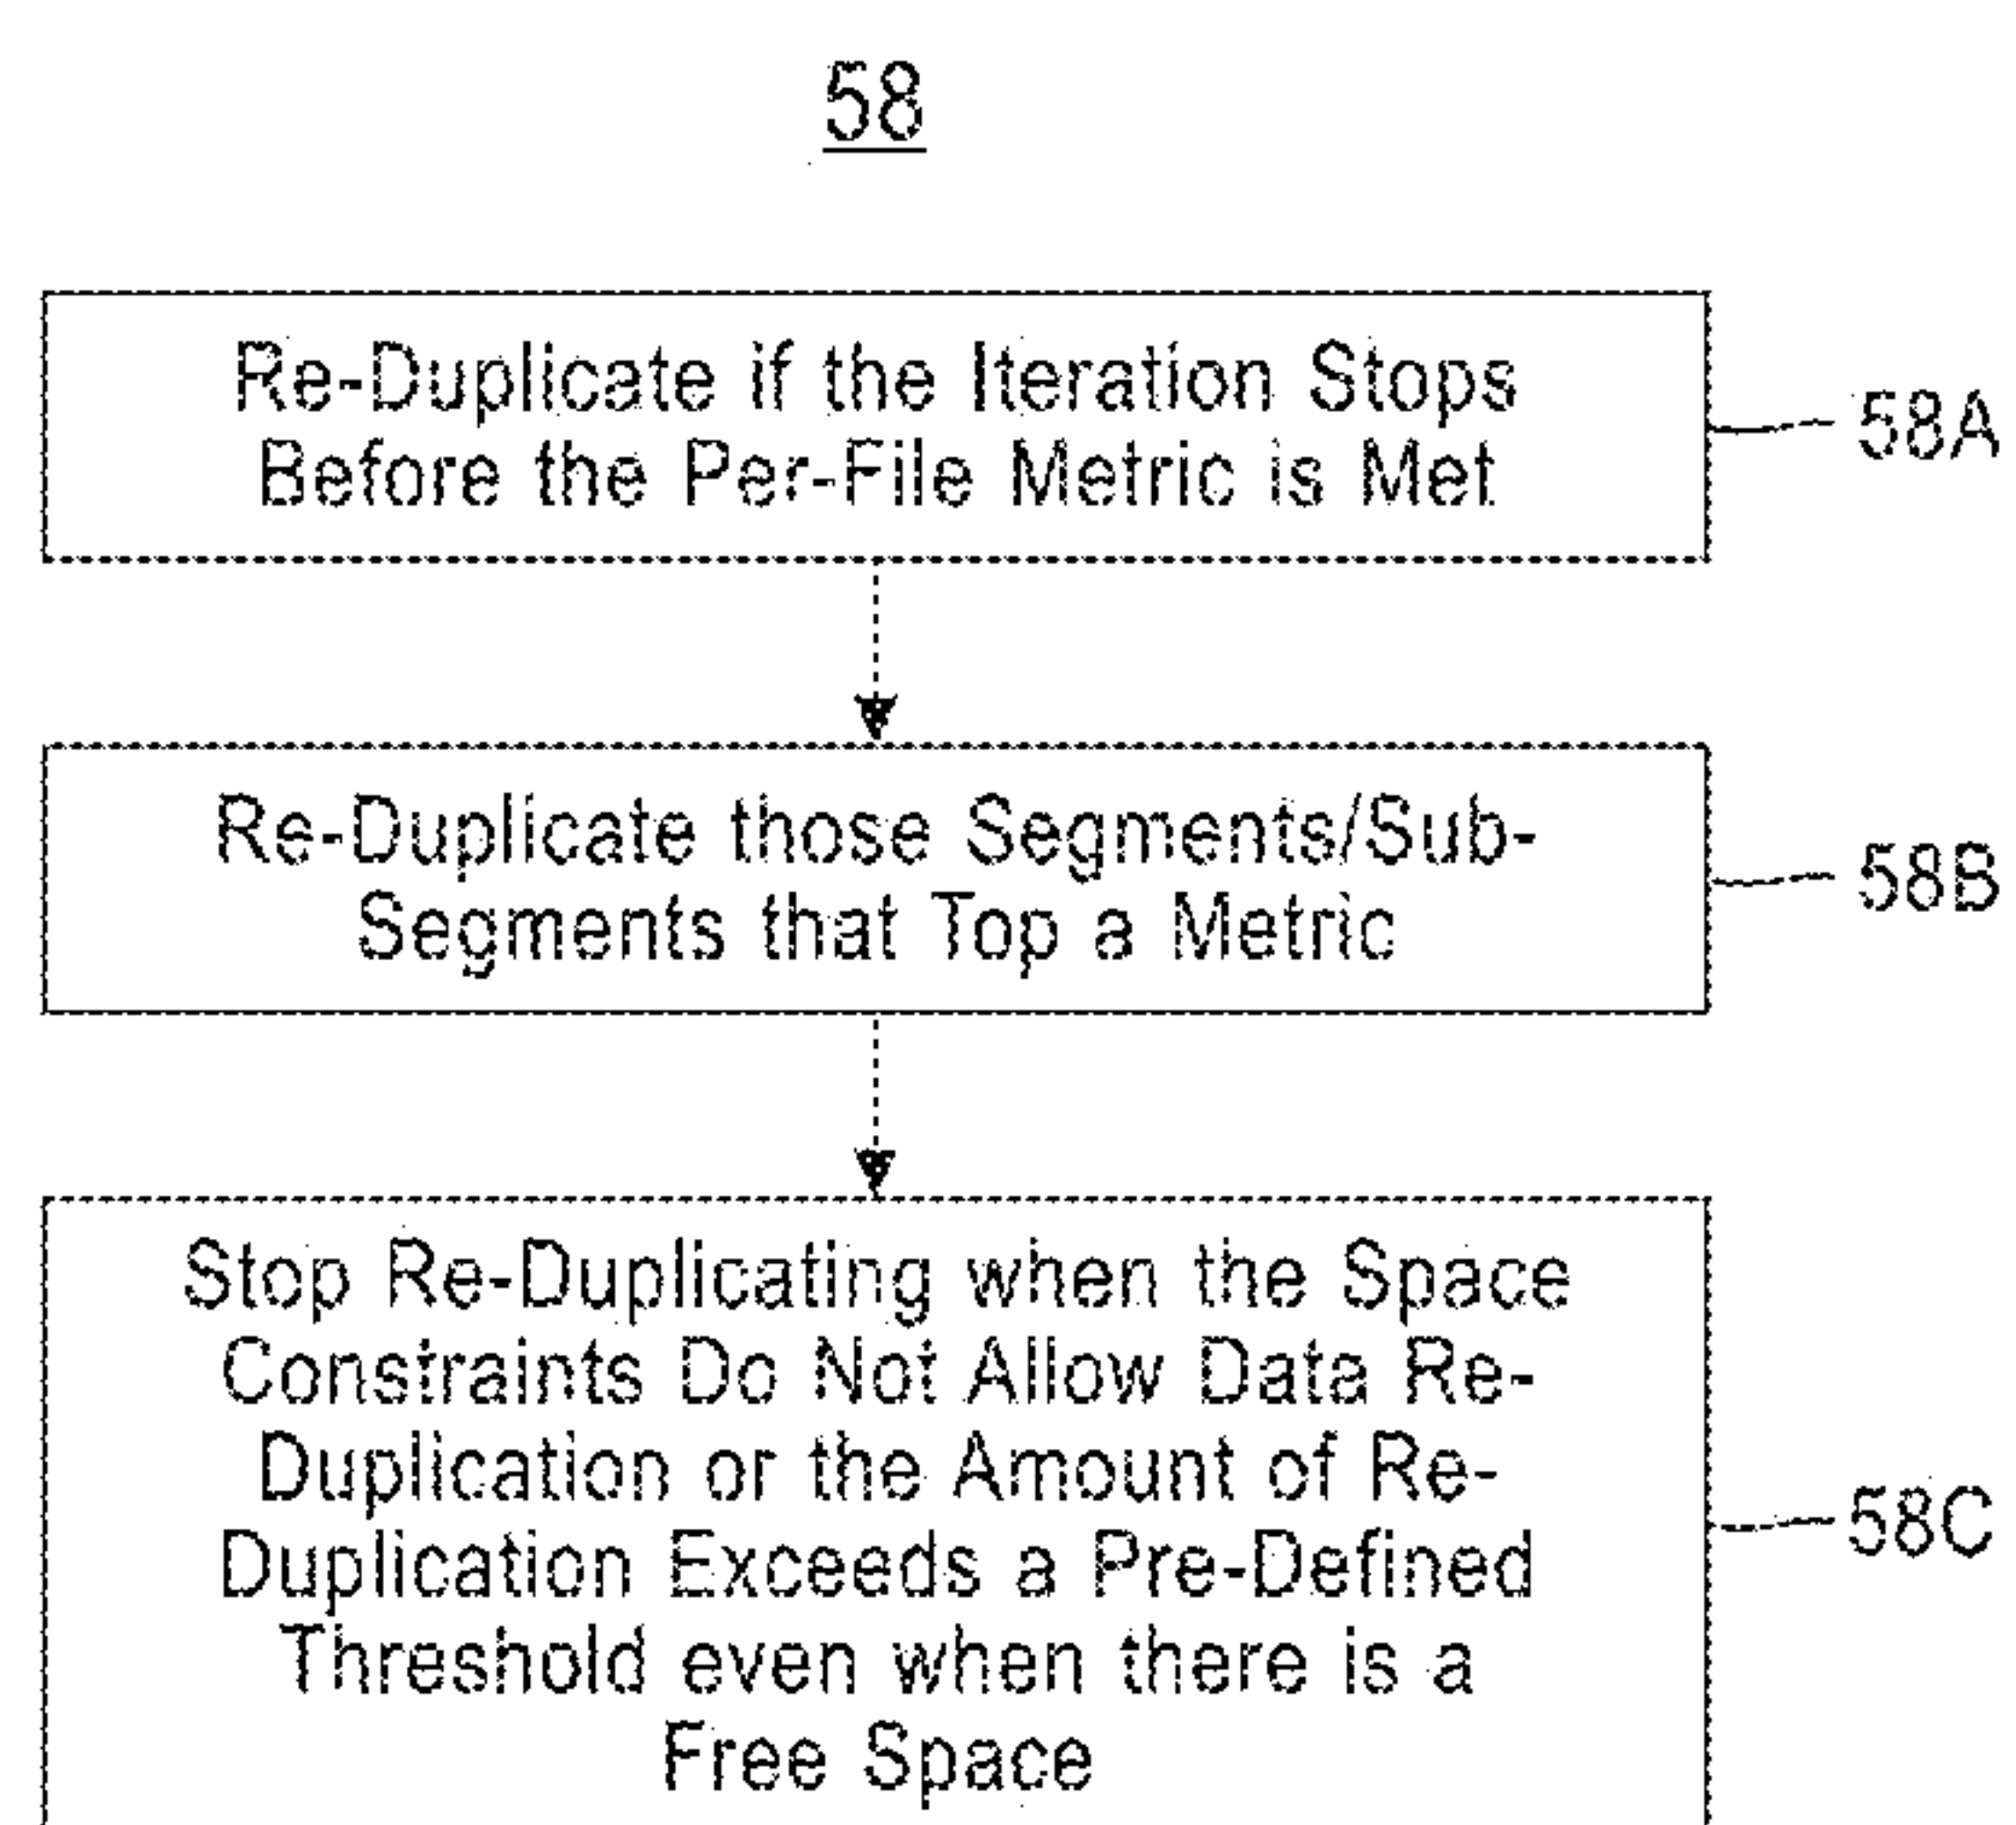 58
Re-Duplicate if the Iteration Stops
Before the Per-File Metric is Met
58A
Re-Duplicate those Segments/Sub-
Segments that Top a Metric
58B
Stop Re-Duplicating when the Space
Constraints Do Not Allow Data Re-
Duplication or the Amount of Re-
Duplication Exceeds a Pre-Defined
Threshold even when there is a
Free Space
58C